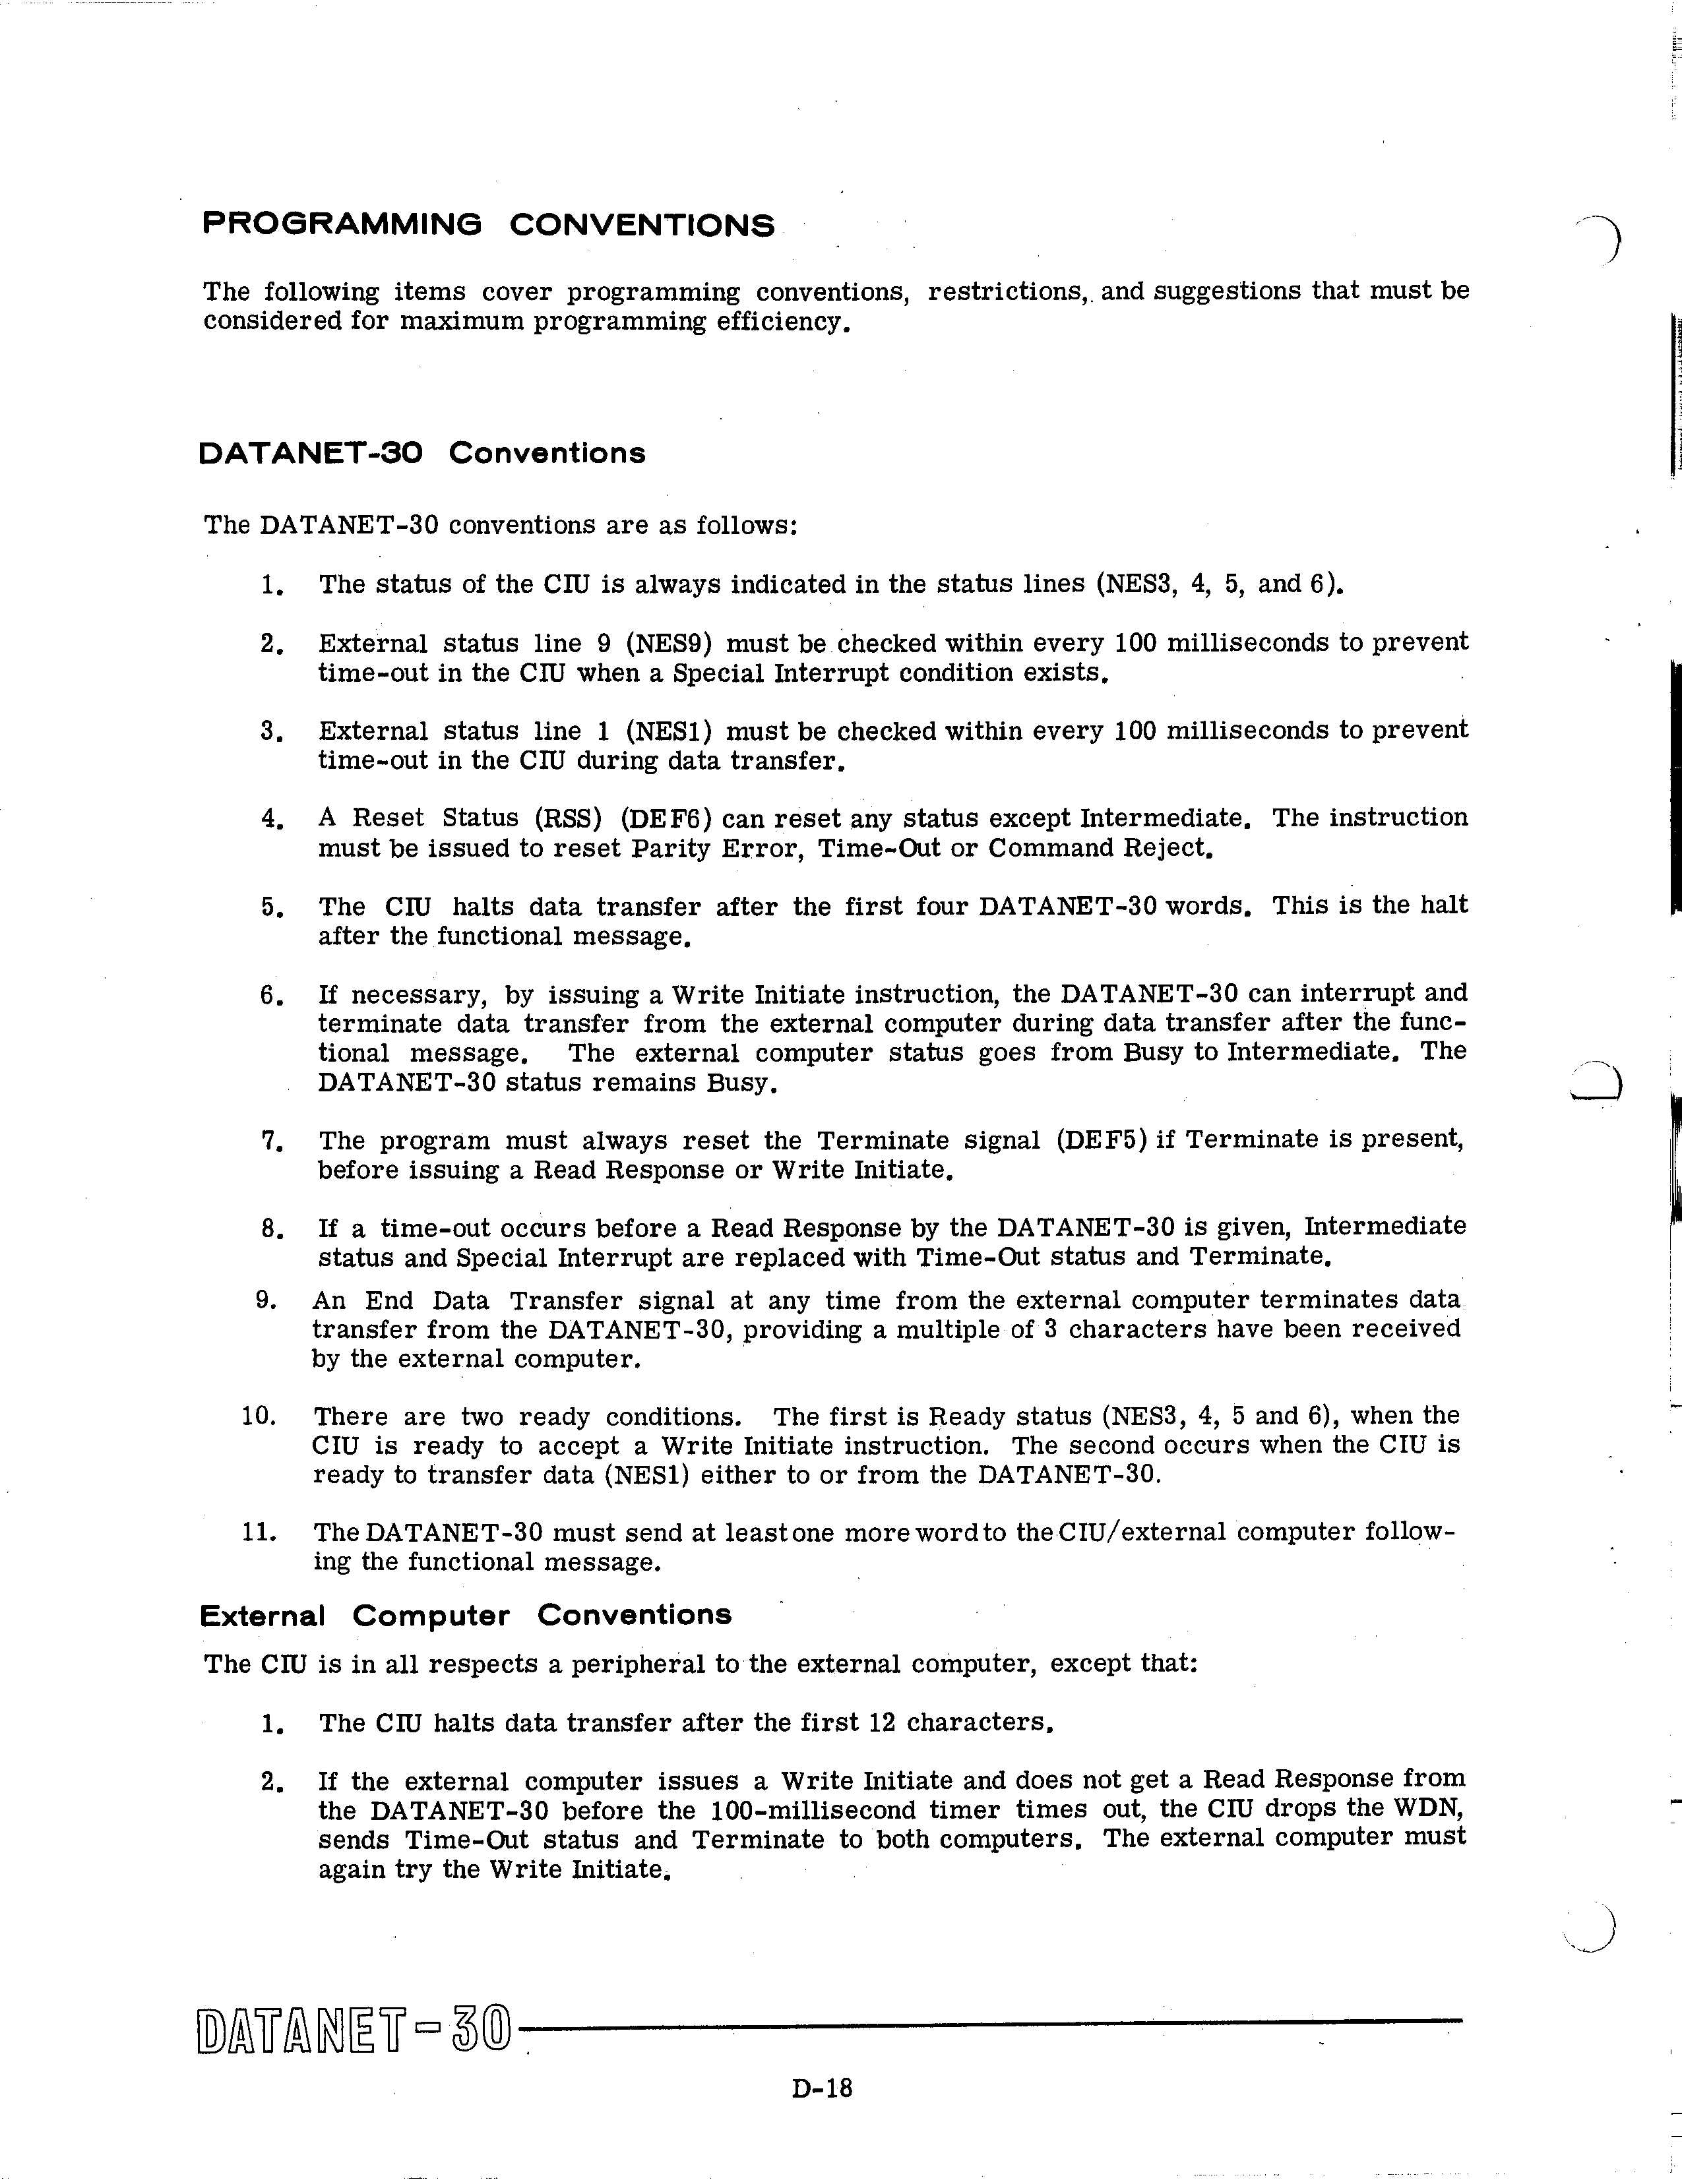 PROGRAMMING CONVENTIONS
The following items cover programming conventions, restrictions, and suggestions that must be
considered for maximum programming efficiency.
DATANET-30 Conventions
The DATANET-30 conventions are as follows:
1. The status of the CIU is always indicated in the status lines (NES3, 4, 5, and 6).
2. External status line 9 (NES9) must be checked within every 100 milliseconds to prevent
time-out in the CIU when a Special Interrupt condition exists.
3. External status line 1 (NES1) must be checked within every 100 milliseconds to prevent
time-out in the CIU during data transfer.
4. A Reset Status (RSS) (DEF6) can reset any status except Intermediate. The instruction
must be issued to reset Parity Error, Time-Out or Command Reject.
5. The CIU halts data transfer after the first four DATANET-30 words. This is the halt
after the functional message.
6. If necessary, by issuing a Write Initiate instruction, the DATANET-30 can interrupt and
terminate data transfer from the external computer during data transfer after the func-
tional message. The external computer status goes from Busy to Intermediate. The
DATANET-30 status remains Busy.
7. The program must always reset the Terminate signal (DEF5) if Terminate is present,
before issuing a Read Response or Write Initiate.
8. If a time-out occurs before a Read Response by the DATANET-30 is given, Intermediate
status and Special Interrupt are replaced with Time-Out status and Terminate.
9. An End Data Transfer signal at any time from the external computer terminates data
transfer from the DATANET-30, providing a multiple of 3 characters have been received
by the external computer.
10. There are two ready conditions. The first is Ready status (NES3, 4, 5 and 6), when the
CIU is ready to accept a Write Initiate instruction. The second occurs when the CIU is
ready to transfer data (NES1) either to or from the DATANET-30.
11. The DATANET-30 must send at least one more word to the CIU/external computer follow-
ing the functional message.
External Computer Conventions
The CIU is in all respects a peripheral to the external computer, except that:
1. The CIU halts data transfer after the first 12 characters.
2. If the external computer issues a Write Initiate and does not get a Read Response from
the DATANET-30 before the 100-millisecond timer times out, the CIU drops the WDN,
sends Time-Out status and Terminate to both computers. The external computer must
again try the Write Initiate.
DATANET-30
D-18